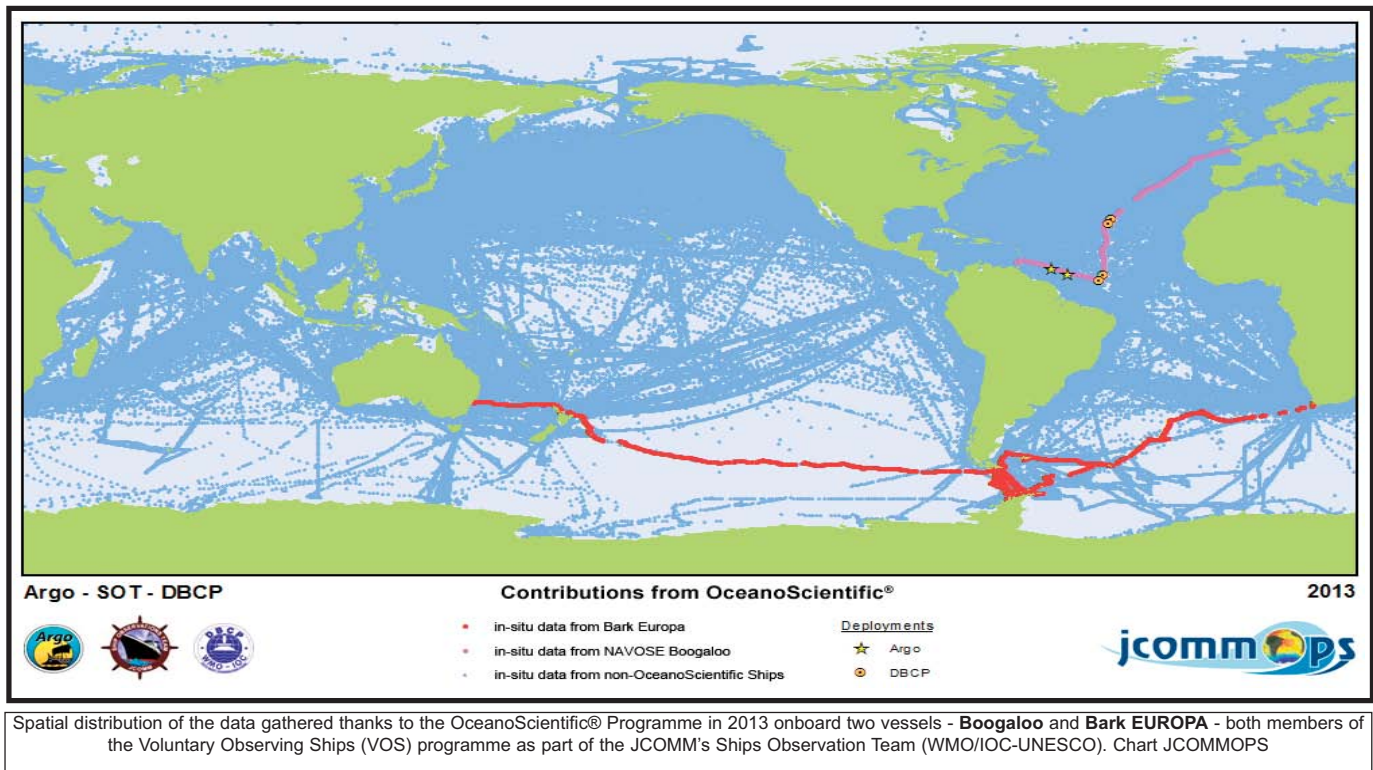 Argo - SOT - DBCP
Contributions from OceanoScientific®
2013
Argo
SHIP OBSERVATIONS TEAM
JCOMM
DBCP
WMO - IOC
in-situ data from Bark Europa
in-situ data from NAVOSE Boogaloo
in-situ data from non-OceanoScientific Ships
Deployments
Argo
DBCP
jcommops
Spatial distribution of the data gathered thanks to the OceanoScientific® Programme in 2013 onboard two vessels - Boogaloo and Bark EUROPA - both members of
the Voluntary Observing Ships (VOS) programme as part of the JCOMM's Ships Observation Team (WMO/IOC-UNESCO). Chart JCOMMOPS